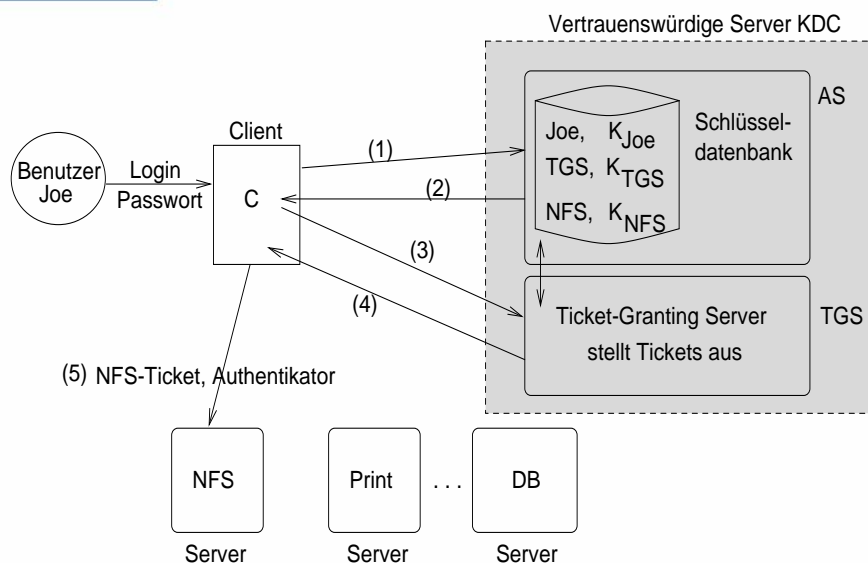 Vertrauenswürdige Server KDC
AS
Schlüssel-
datenbank
Joe, K_Joe
TGS, K_TGS
NFS, K_NFS
Client
C
Benutzer
Joe
Login
Passwort
(1)
(2)
(3)
(4)
Ticket-Granting Server
stellt Tickets aus
TGS
(5) NFS-Ticket, Authentikator
NFS
Print
. . .
DB
Server
Server
Server